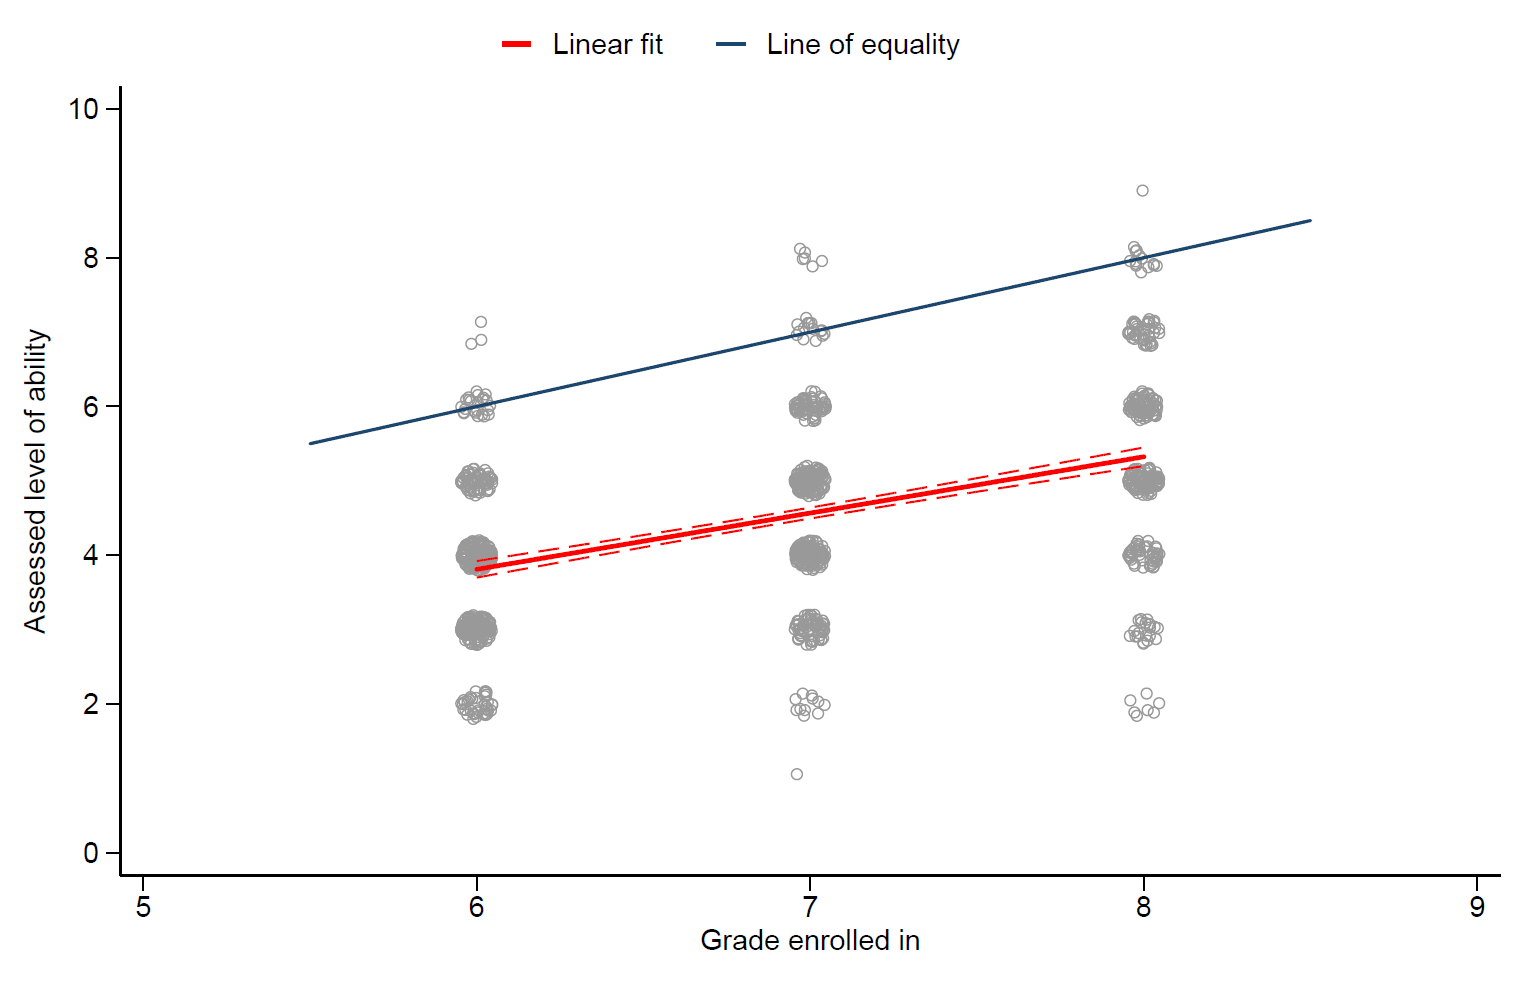 Linear fit Line of equality
10
8
6
4
2
0
Assessed level of ability
5 6 7 8 9
Grade enrolled in